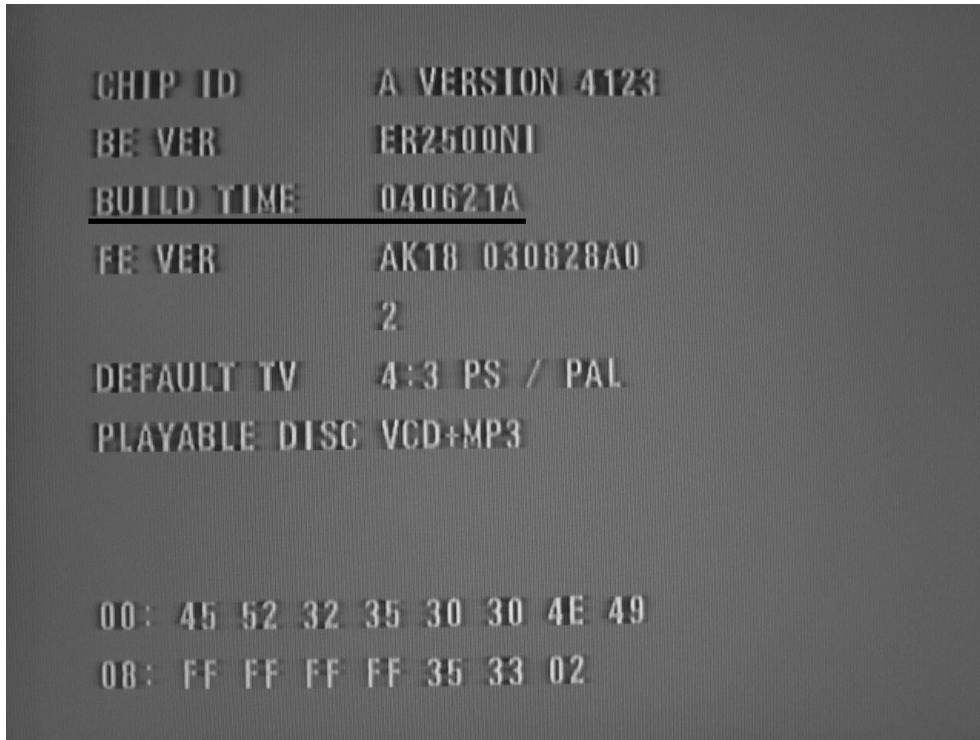 CHIP ID A VERSION 4123
BE VER ER2500NI
BUILD TIME 040621A
FE VER AK18 030828A0
2
DEFAULT TV 4:3 PS / PAL
PLAYABLE DISC VCD+MP3
00: 45 52 32 35 30 30 4E 49
08: FF FF FF FF 35 33 02